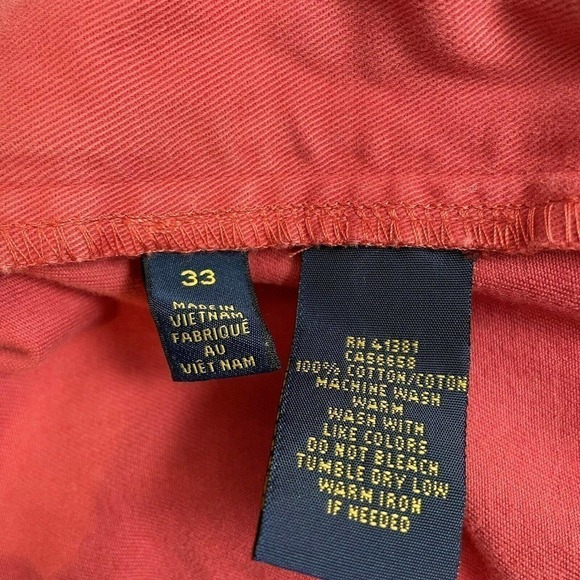 33
MADE IN
VIETNAM
FABRIQUÉ
AU
VIET NAM
RN 41381
CA56658
100% COTTON/COTON
MACHINE WASH
WARM
WASH WITH
LIKE COLORS
DO NOT BLEACH
TUMBLE DRY LOW
WARM IRON
IF NEEDED